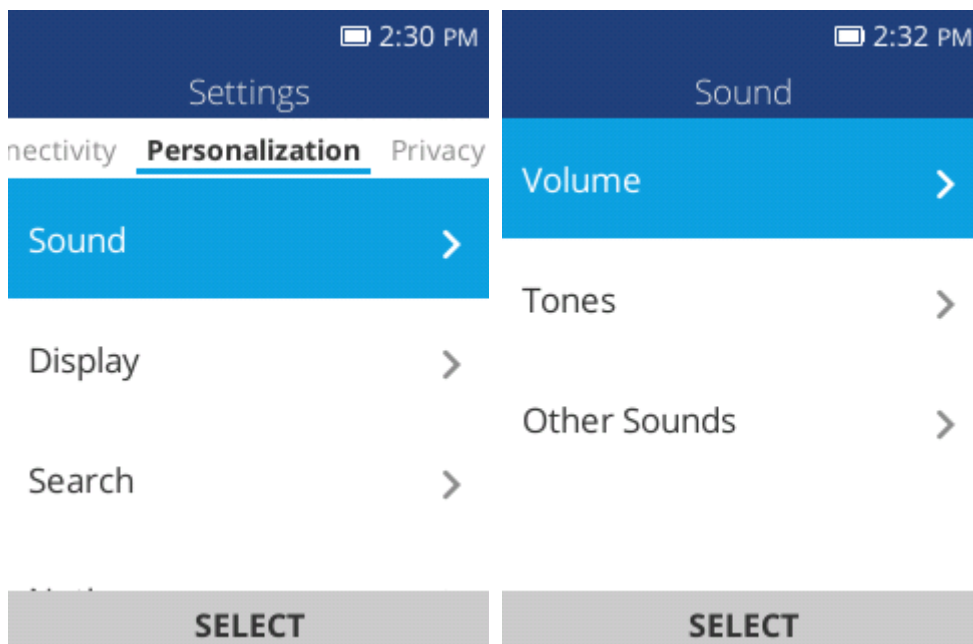 2:30 PM
Settings
nectivity Personalization Privacy
Sound
Display
Search
SELECT
2:32 PM
Sound
Volume
Tones
Other Sounds
SELECT